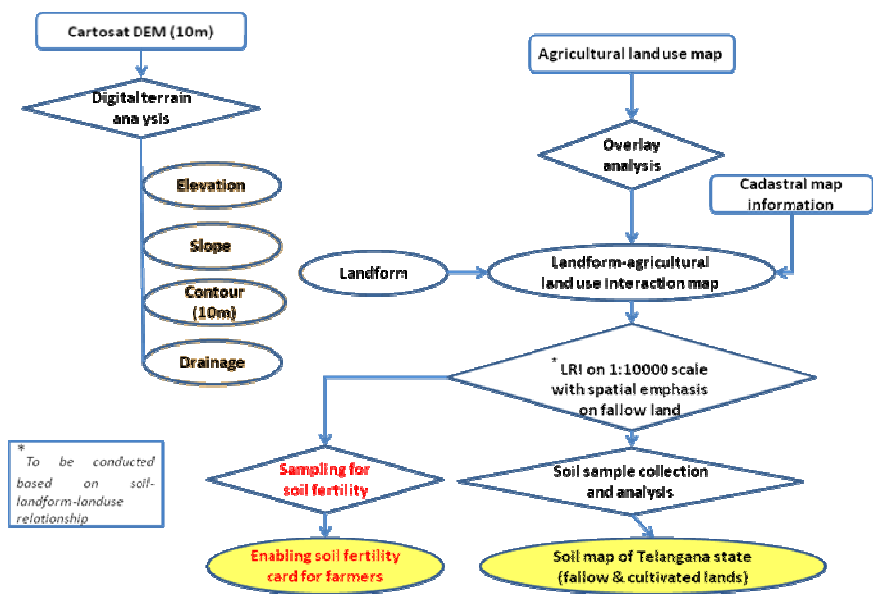 Cartosat DEM (10m)
Digital terrain
analysis
Elevation
Slope
Contour
(10m)
Drainage
Agricultural land use map
Overlay
analysis
Cadastral map
information
Landform
Landform-agricultural
land use interaction map
* LRI on 1:10000 scale
with spatial emphasis
on fallow land
* To be conducted
based on soil-
landform-landuse
relationship
Sampling for
soil fertility
Soil sample collection
and analysis
Enabling soil fertility
card for farmers
Soil map of Telangana state
(fallow & cultivated lands)